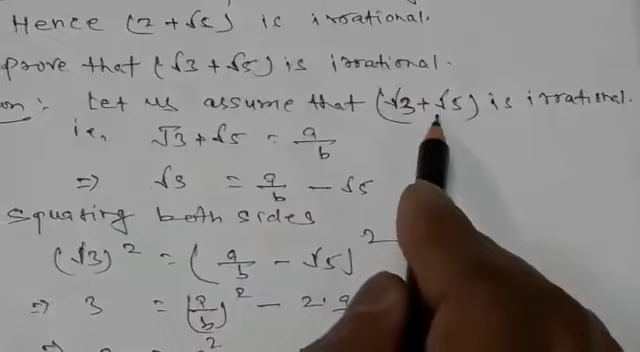 Hence (2 + √5) is irrational.
prove that (√3 + √5) is irrational.
on :- Let us assume that (√3 + √5) is irrational.
i.e, √3 + √5 = a/b
=> √3 = a/b - √5
Squaring both sides
(√3)² = (a/b - √5)²
=> 3 = (a/b)² - 2·